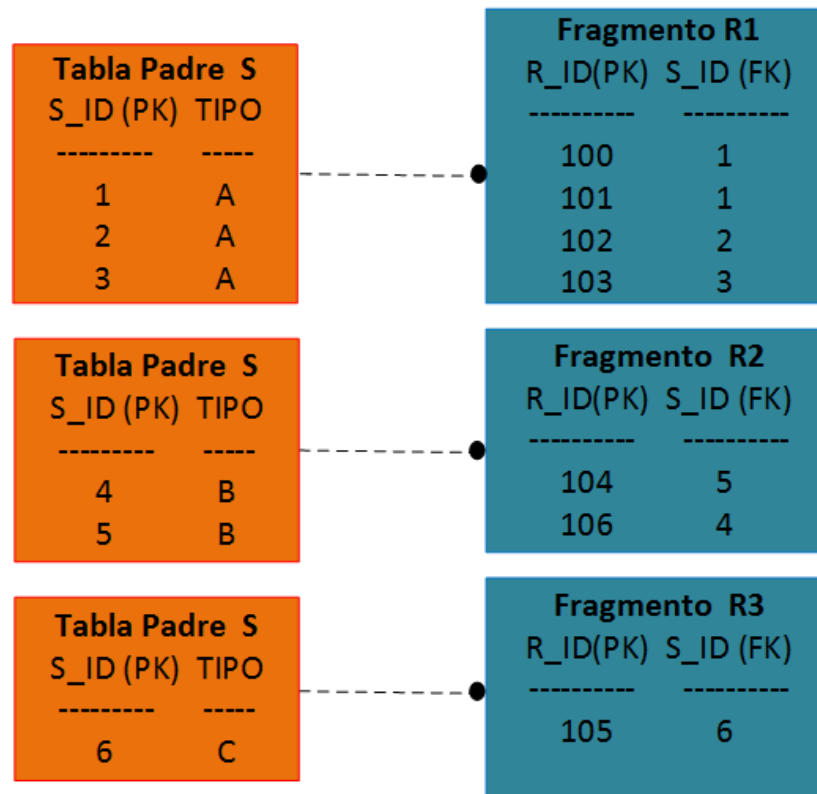 Tabla Padre S
S_ID (PK) TIPO
--------- -----
1 A
2 A
3 A
Fragmento R1
R_ID(PK) S_ID (FK)
---------- ----------
100 1
101 1
102 2
103 3
Tabla Padre S
S_ID (PK) TIPO
--------- -----
4 B
5 B
Fragmento R2
R_ID(PK) S_ID (FK)
---------- ----------
104 5
106 4
Tabla Padre S
S_ID (PK) TIPO
--------- -----
6 C
Fragmento R3
R_ID(PK) S_ID (FK)
---------- ----------
105 6